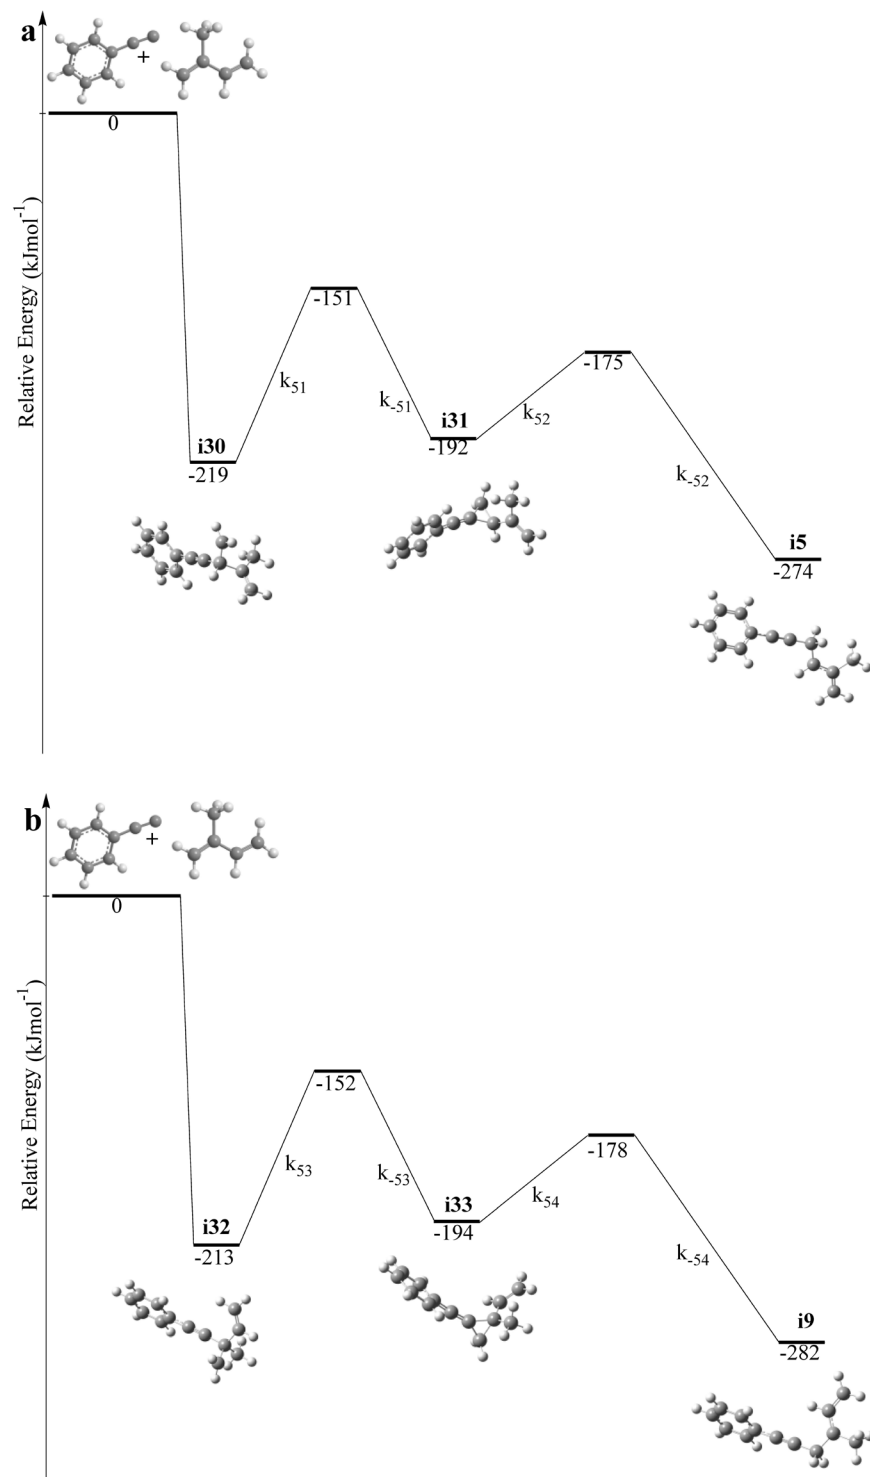 a
+
0
Relative Energy (kJmol⁻¹)
-151
k₅₁
k₋₅₁
-175
i30
-219
i31
-192
k₅₂
k₋₅₂
i5
-274
b
+
0
Relative Energy (kJmol⁻¹)
-152
k₅₃
k₋₅₃
-178
i32
-213
i33
-194
k₅₄
k₋₅₄
i9
-282